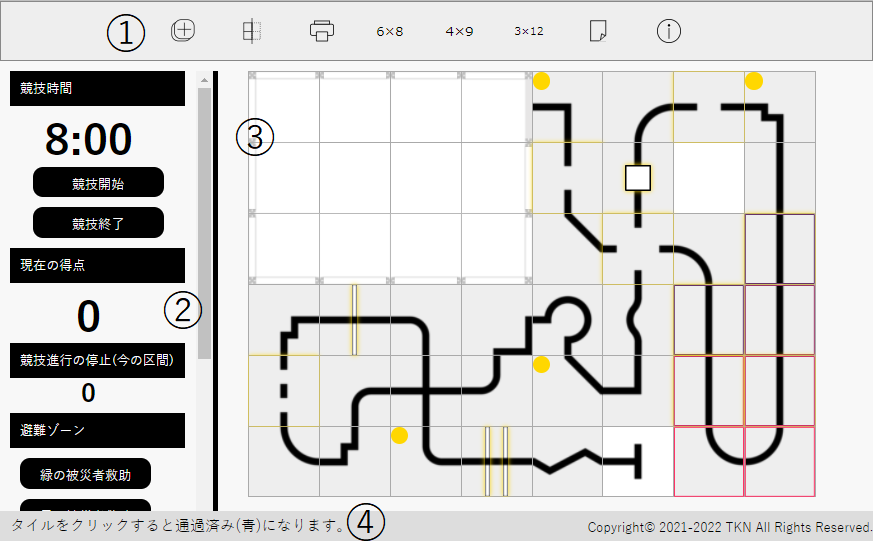 ①
6×8
4×9
3×12
競技時間
8:00
競技開始
競技終了
現在の得点
0
②
競技進行の停止(今の区間)
0
避難ゾーン
緑の被災者救助
③
タイルをクリックすると通過済み(青)になります。
④
Copyright© 2021-2022 TKN All Rights Reserved.